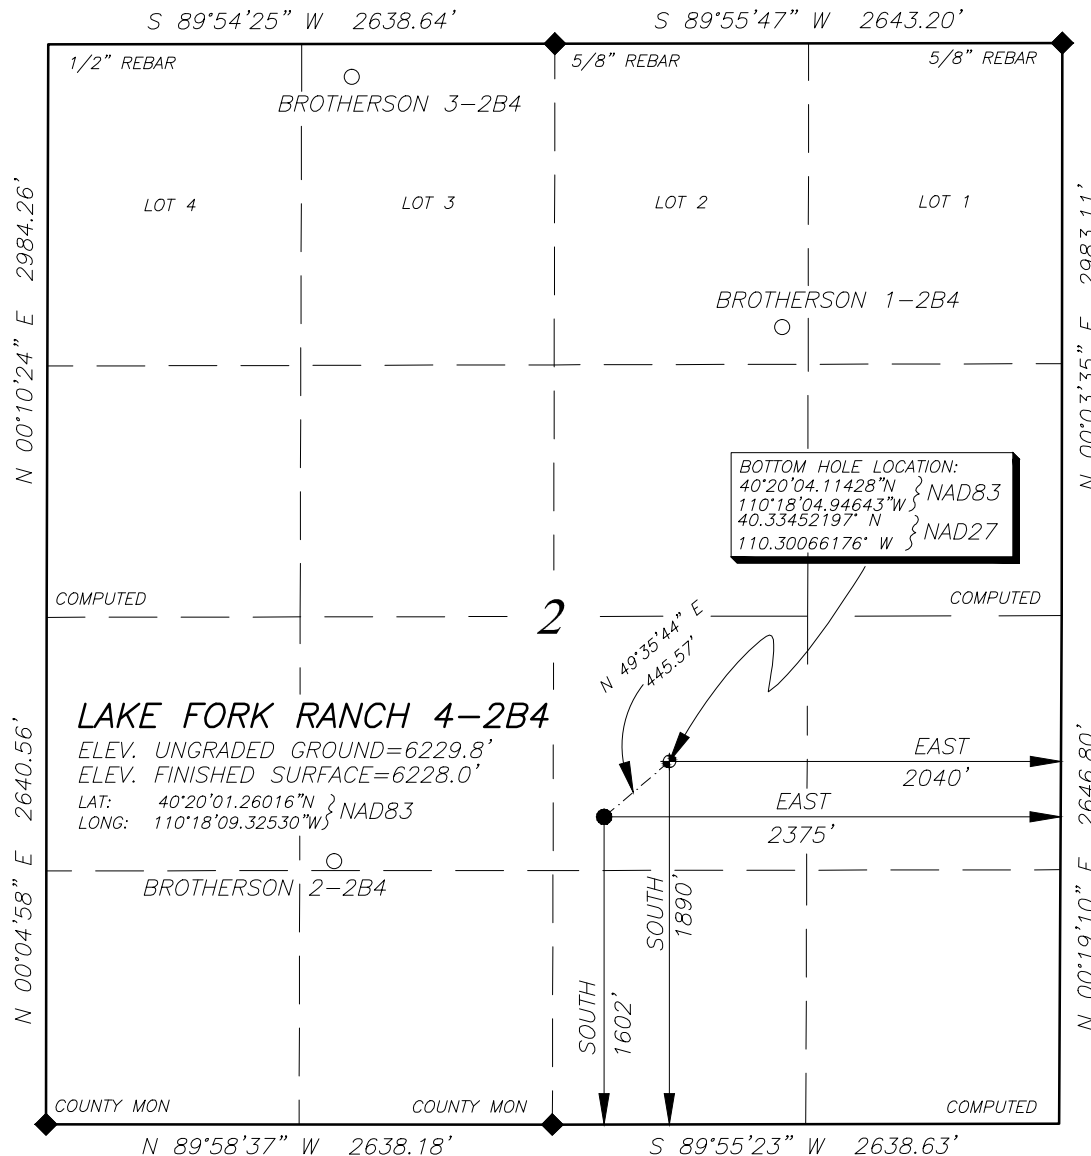 S 89°54'25" W 2638.64'
S 89°55'47" W 2643.20'
1/2" REBAR
5/8" REBAR
5/8" REBAR
BROTHERSON 3-2B4
N 00°10'24" E 2984.26'
LOT 4
LOT 3
LOT 2
LOT 1
N 00°03'35" E 2983.11'
BROTHERSON 1-2B4
BOTTOM HOLE LOCATION:
40°20'04.11428"N
110°18'04.94643"W } NAD83
40.33452197° N
110.30066176° W } NAD27
COMPUTED
COMPUTED
2
N 49°35'44" E
445.57'
LAKE FORK RANCH 4-2B4
ELEV. UNGRADED GROUND=6229.8'
ELEV. FINISHED SURFACE=6228.0'
LAT: 40°20'01.26016"N
LONG: 110°18'09.32530"W } NAD83
EAST
2040'
EAST
2375'
N 00°04'58" E 2640.56'
N 00°19'10" E 2646.80'
BROTHERSON 2-2B4
SOUTH
1890'
SOUTH
1602'
COUNTY MON
COUNTY MON
COMPUTED
N 89°58'37" W 2638.18'
S 89°55'23" W 2638.63'